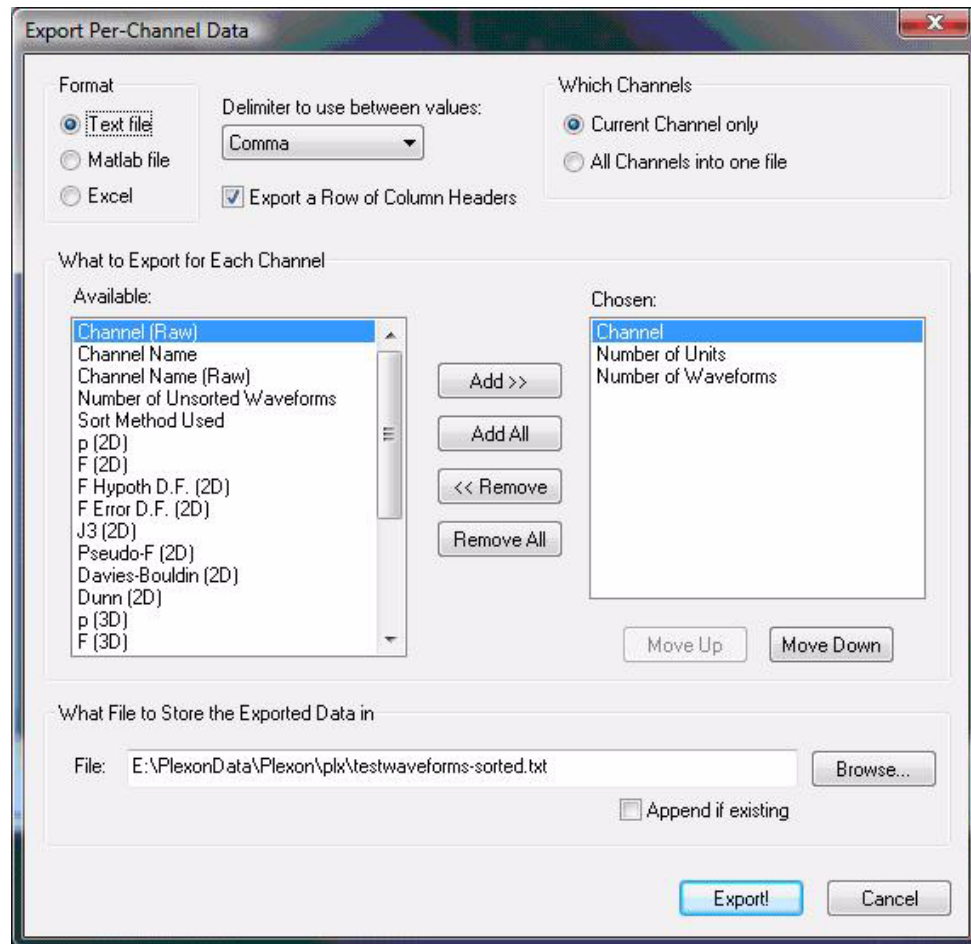 Export Per-Channel Data
Format
Text file
Matlab file
Excel
Delimiter to use between values:
Comma
Export a Row of Column Headers
Which Channels
Current Channel only
All Channels into one file
What to Export for Each Channel
Available:
Channel (Raw)
Channel Name
Channel Name (Raw)
Number of Unsorted Waveforms
Sort Method Used
p (2D)
F (2D)
F Hypoth D.F. (2D)
F Error D.F. (2D)
J3 (2D)
Pseudo-F (2D)
Davies-Bouldin (2D)
Dunn (2D)
p (3D)
F (3D)
Add >>
Add All
<< Remove
Remove All
Chosen:
Channel
Number of Units
Number of Waveforms
Move Up
Move Down
What File to Store the Exported Data in
File:
E:\PlexonData\Plexon\plx\testwaveforms-sorted.txt
Browse...
Append if existing
Export!
Cancel